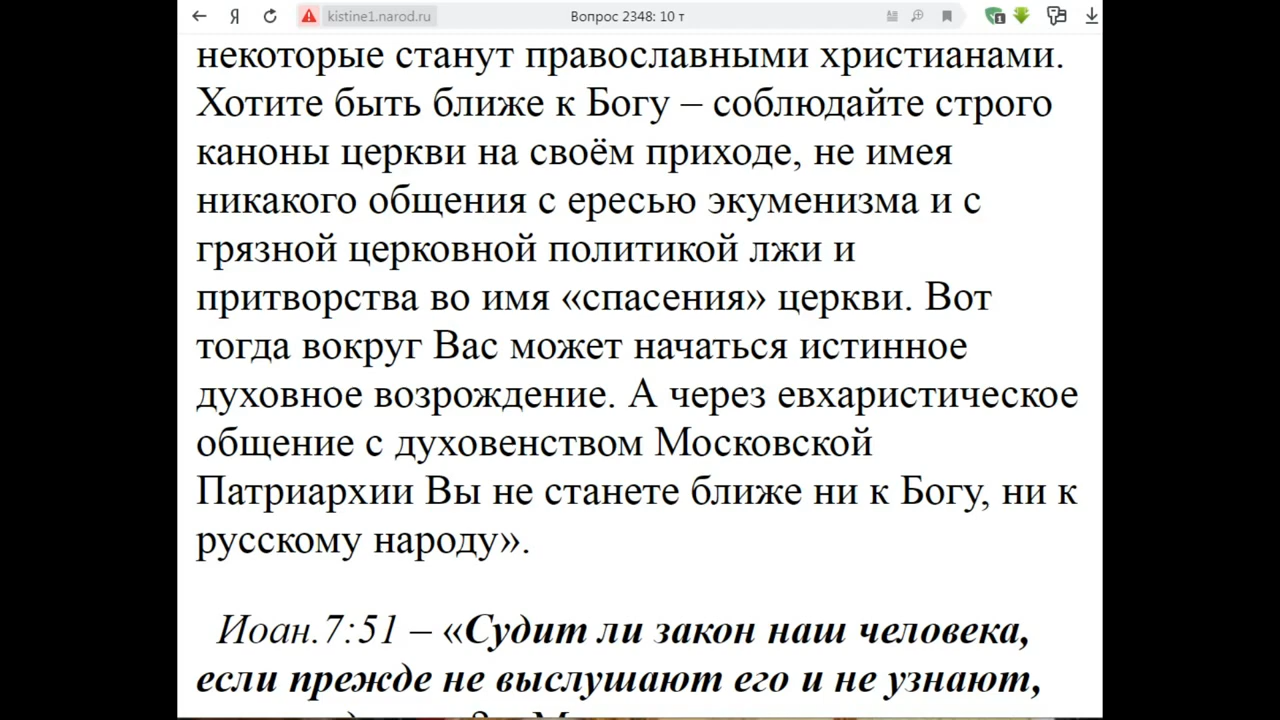 Я
kistine1.narod.ru
Вопрос 2348: 10 т
1
некоторые станут православными христианами.
Хотите быть ближе к Богу – соблюдайте строго
каноны церкви на своём приходе, не имея
никакого общения с ересью экуменизма и с
грязной церковной политикой лжи и
притворства во имя «спасения» церкви. Вот
тогда вокруг Вас может начаться истинное
духовное возрождение. А через евхаристическое
общение с духовенством Московской
Патриархии Вы не станете ближе ни к Богу, ни к
русскому народу».
Иоан.7:51 – «Судит ли закон наш человека,
если прежде не выслушают его и не узнают,